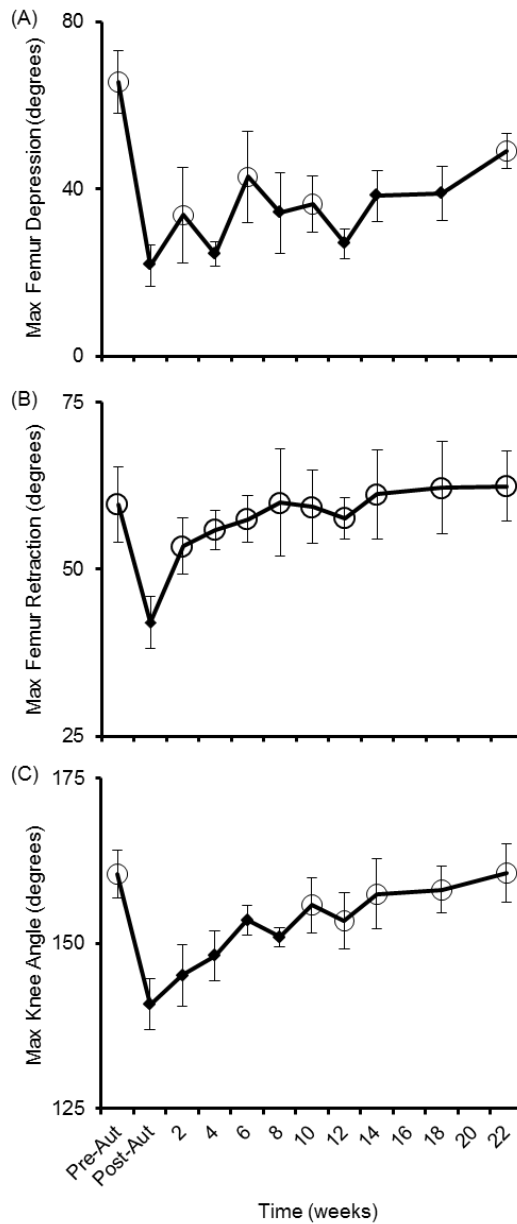 (A)
Max Femur Depression (degrees)
80
40
0
(B)
Max Femur Retraction (degrees)
75
50
25
(C)
Max Knee Angle (degrees)
175
150
125
Pre-Aut Post-Aut 2 4 6 8 10 12 14 16 18 20 22
Time (weeks)